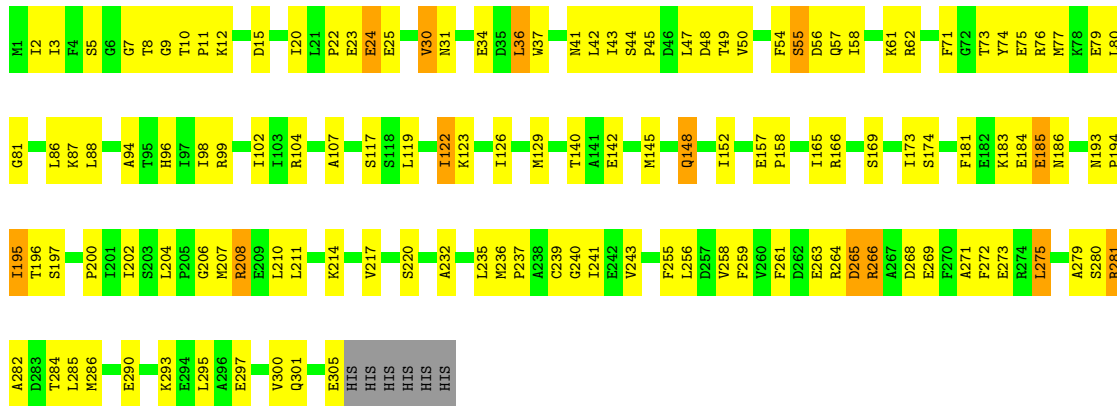 M1 I2 I3 F4 S5 G6 G7 T8 G9 T10 P11 K12 D15 I20 L21 P22 E23 E24 E25 V30 N31 E34 D35 L36 W37 N41 L42 I43 S44 P45 D46 L47 D48 T49 V50 F54 S55 D56 Q57 I58 K61 R62 F71 G72 T73 Y74 E75 R76 M77 K78 E79 L80
G81 L86 K87 L88 A94 T95 H96 I97 I98 R99 I102 I103 R104 A107 S117 S118 L119 I122 K123 I126 M129 T140 A141 E142 M145 Q148 I152 E157 P158 I165 R166 S169 I173 S174 F181 E182 K183 E184 E185 N186 N193 P194
I195 T196 S197 P200 I201 I202 S203 L204 P205 G206 M207 R208 E209 L210 L211 K214 V217 S220 A232 L235 M236 P237 A238 C239 G240 I241 E242 V243 F255 L256 D257 V258 F259 V260 F261 D262 E263 R264 D265 R266 A267 D268 E269 F270 A271 F272 E273 R274 L275 A279 S280 R281
A282 D283 T284 L285 M286 E290 K293 E294 L295 A296 E297 V300 Q301 E305 HIS HIS HIS HIS HIS HIS